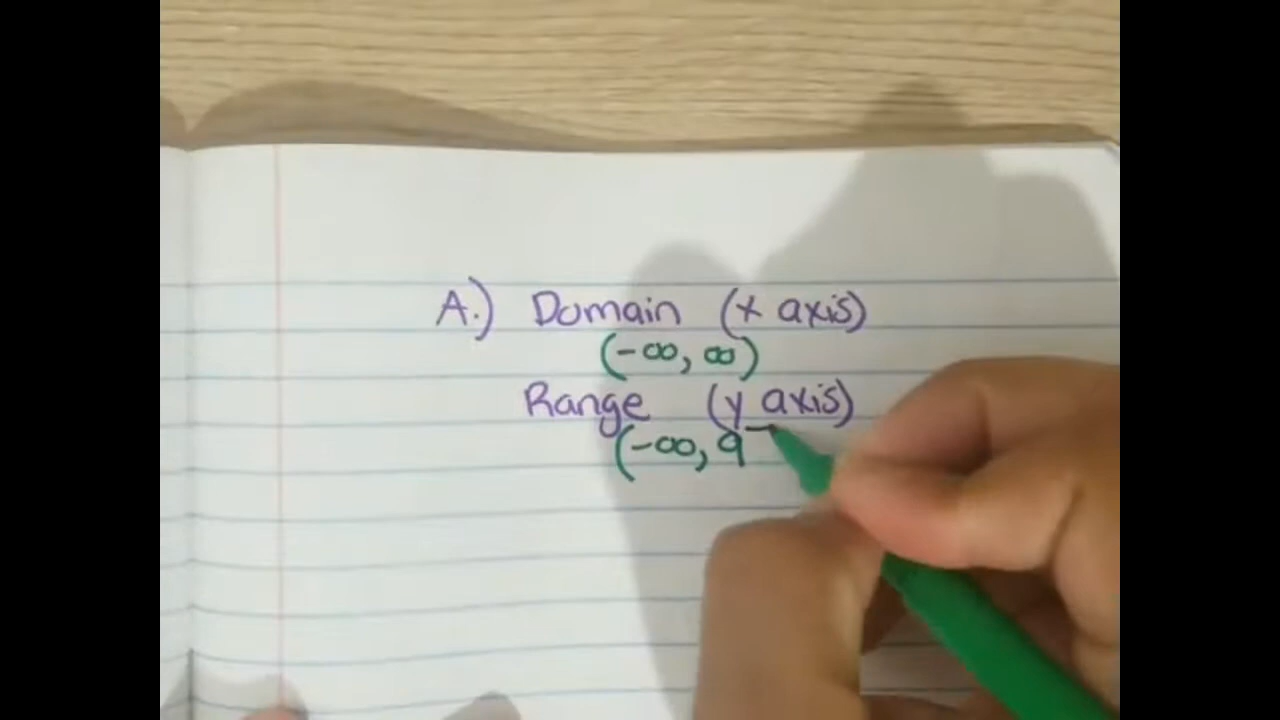 A.) Domain (x axis)
(-∞, ∞)
Range (y axis)
(-∞, 9